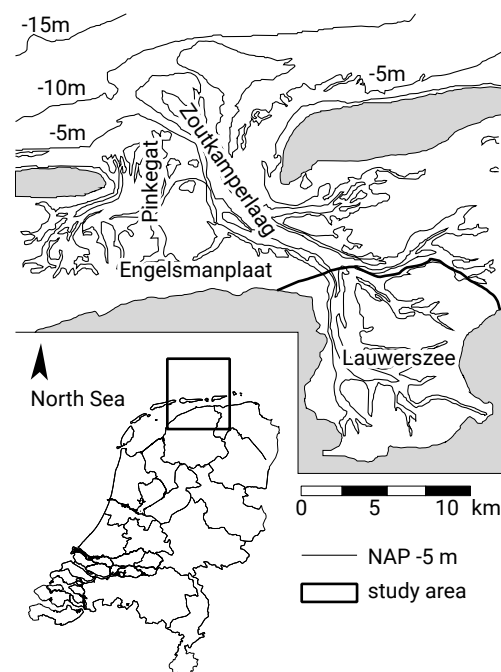 -15m
-10m
-5m
-5m
Zoutkamperlaag
Pinkegat
Engelsmanplaat
Lauwerszee
North Sea
0 5 10 km
NAP -5 m
study area